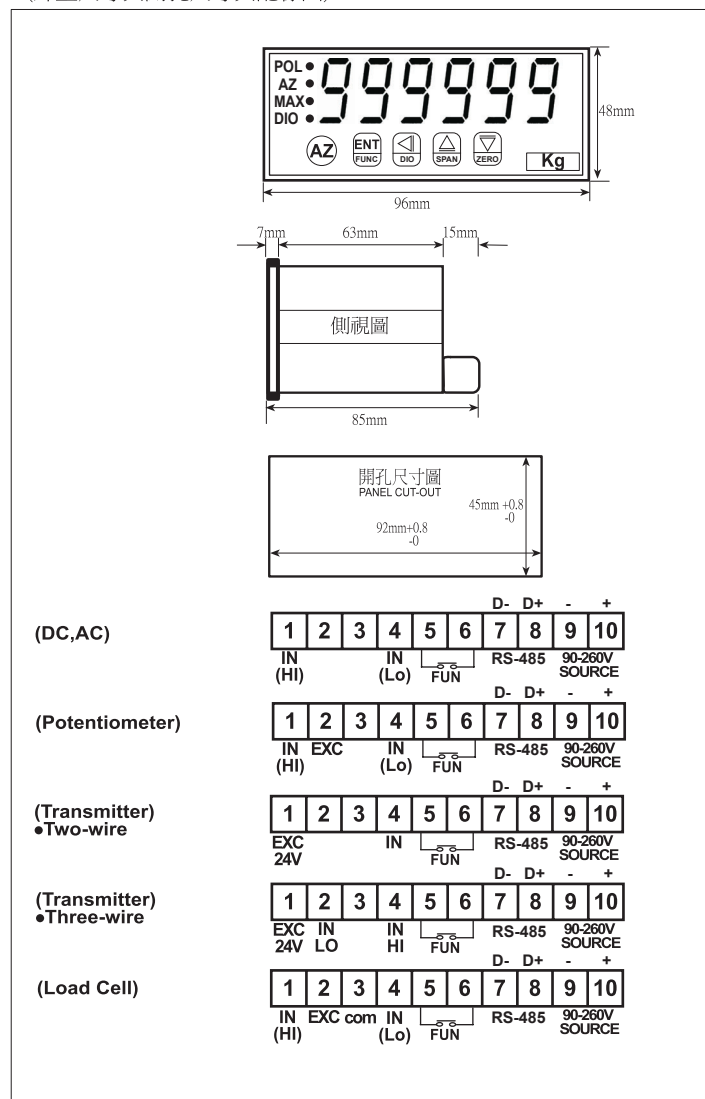 POL
AZ
MAX
DIO
999999
AZ
ENT
FUNC
DIO
SPAN
ZERO
Kg
48mm
96mm
7mm 63mm 15mm
側視圖
85mm
開孔尺寸圖
PANEL CUT-OUT
45mm +0.8
-0
92mm+0.8
-0
D- D+ - +
(DC,AC) 1 2 3 4 5 6 7 8 9 10
IN IN RS-485 90-260V
(HI) (Lo) FUN SOURCE
D- D+ - +
(Potentiometer) 1 2 3 4 5 6 7 8 9 10
IN EXC IN RS-485 90-260V
(HI) (Lo) FUN SOURCE
D- D+ - +
(Transmitter) 1 2 3 4 5 6 7 8 9 10
●Two-wire
EXC IN RS-485 90-260V
24V FUN SOURCE
D- D+ - +
(Transmitter) 1 2 3 4 5 6 7 8 9 10
●Three-wire
EXC IN IN RS-485 90-260V
24V LO HI FUN SOURCE
D- D+ - +
(Load Cell) 1 2 3 4 5 6 7 8 9 10
IN EXC com IN RS-485 90-260V
(HI) (Lo) FUN SOURCE